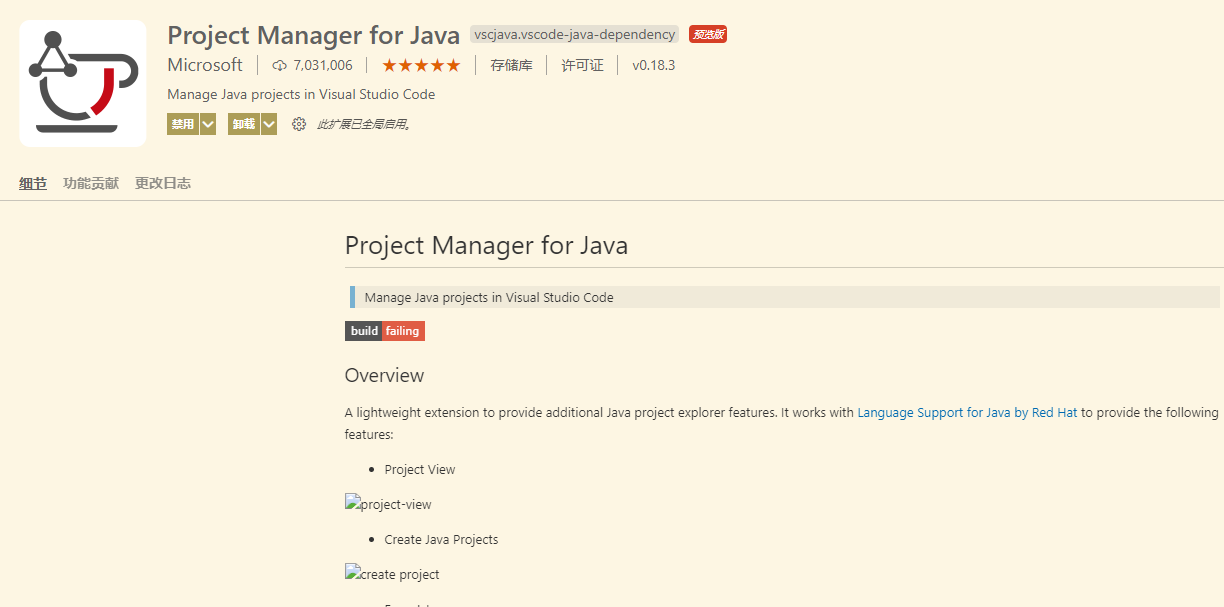 Project Manager for Java vscjava.vscode-java-dependency 预览版
Microsoft 7,031,006 存储库 许可证 v0.18.3
Manage Java projects in Visual Studio Code
禁用 卸载 此扩展已全局启用。
细节 功能贡献 更改日志
Project Manager for Java
Manage Java projects in Visual Studio Code
build failing
Overview
A lightweight extension to provide additional Java project explorer features. It works with Language Support for Java by Red Hat to provide the following
features:
Project View
project-view
Create Java Projects
create project